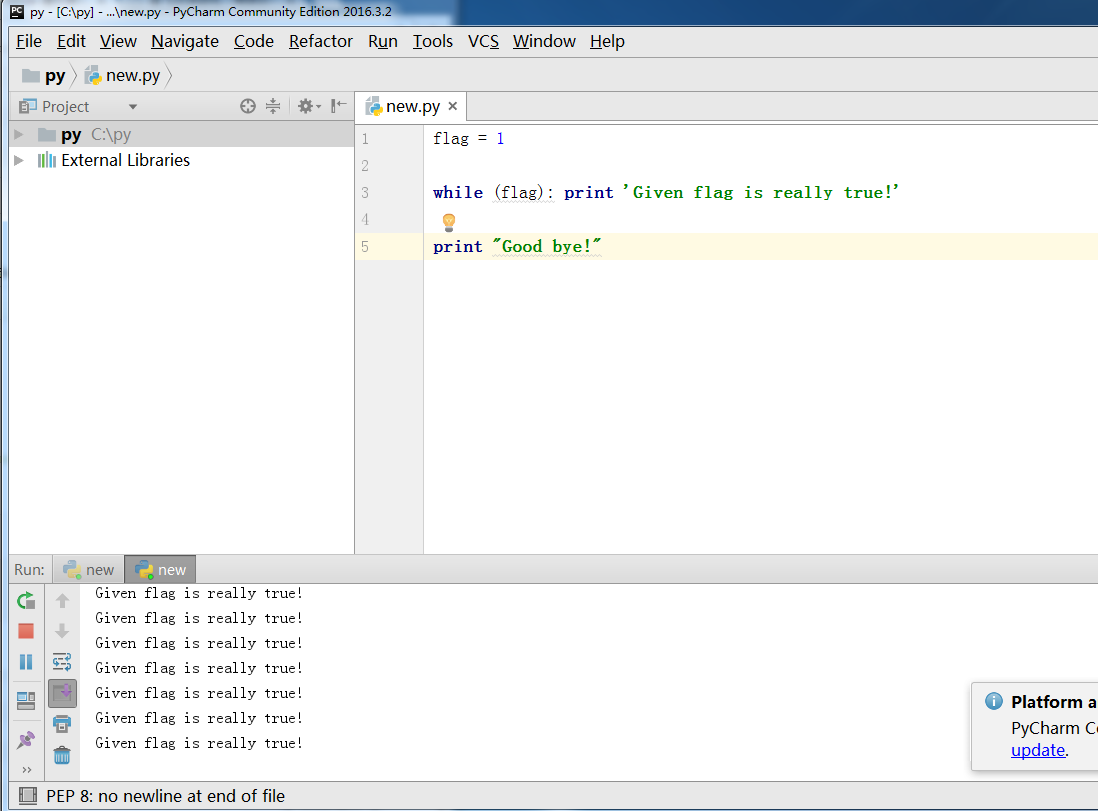 py - [C:\py] - ...\new.py - PyCharm Community Edition 2016.3.2
File Edit View Navigate Code Refactor Run Tools VCS Window Help
py new.py
Project
new.py
py C:\py
External Libraries
1 flag = 1
2
3 while (flag): print 'Given flag is really true!'
4
5 print "Good bye!"
Run: new new
Given flag is really true!
Given flag is really true!
Given flag is really true!
Given flag is really true!
Given flag is really true!
Given flag is really true!
Given flag is really true!
Platform a
PyCharm Co
update.
PEP 8: no newline at end of file